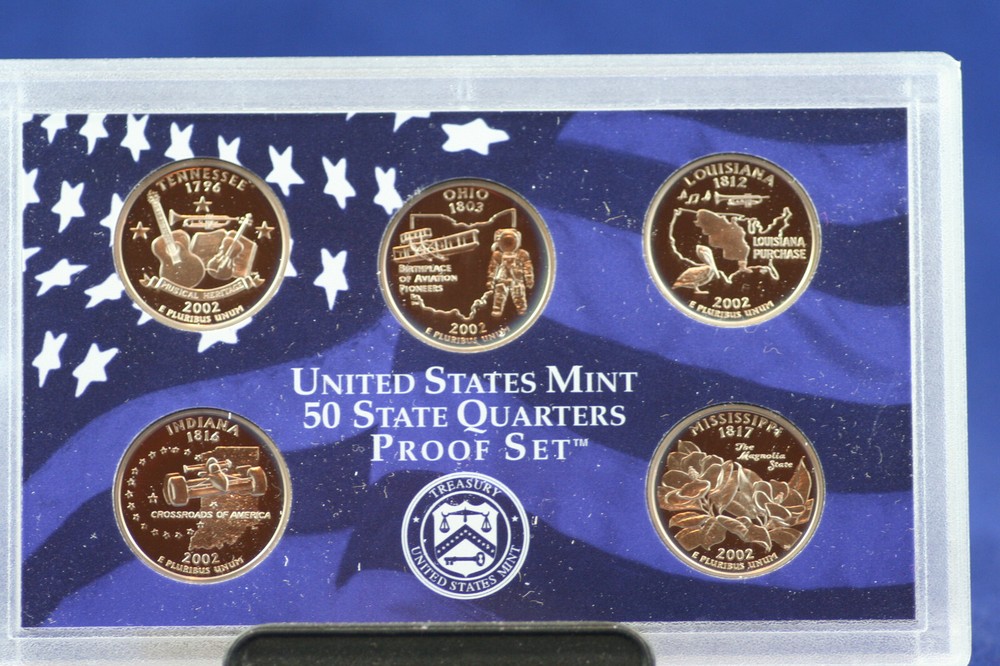 TENNESSEE
1796
MUSICAL HERITAGE
2002
E PLURIBUS UNUM
OHIO
1803
BIRTHPLACE
OF AVIATION
PIONEERS
2002
E PLURIBUS UNUM
LOUISIANA
1812
LOUISIANA
PURCHASE
2002
E PLURIBUS UNUM
UNITED STATES MINT
50 STATE QUARTERS
PROOF SET™
INDIANA
1816
CROSSROADS OF AMERICA
2002
E PLURIBUS UNUM
TREASURY
UNITED STATES MINT
MISSISSIPPI
1817
The
Magnolia
State
2002
E PLURIBUS UNUM